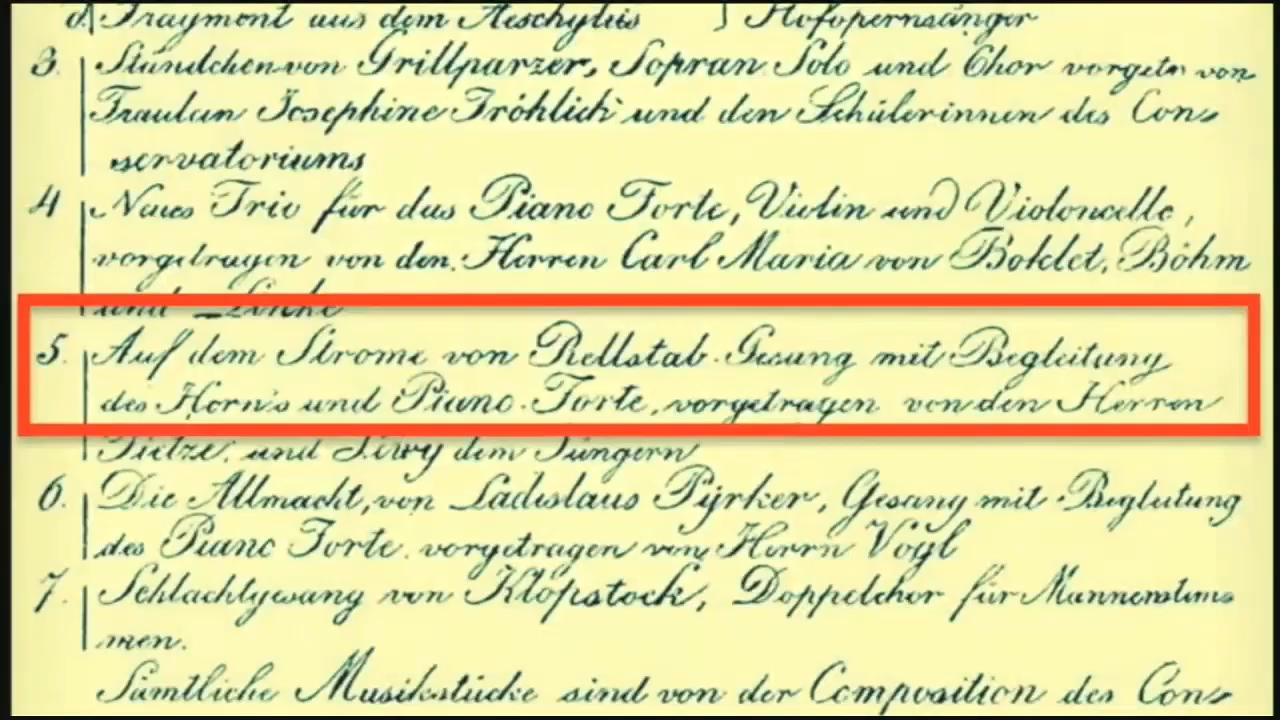 d) Fragment aus dem Aeschylus } Hofopernsänger
3. Ständchen von Grillparzer, Sopran Solo und Chor vorgetr von
Fraulein Josephine Fröhlich und den Schülerinnen des Con-
servatoriums
4 Neues Trio für das Piano Forte, Violin und Violoncelle,
vorgetragen von den Herren Carl Maria von Boklet, Böhm
und Linke
5. Auf dem Strome von Rellstab. Gesang mit Begleitung
des Horn's und Piano-Forte, vorgetragen von den Herren
Tietze, und Lewy dem Jüngern
6. Die Allmacht, von Ladislaus Pyrker, Gesang mit Begleitung
des Piano Forte. vorgetragen von Herrn Vogl
7. Schlachtgesang von Klopstock, Doppelchor für Mannerstim-
men.
Sämtliche Musikstücke sind von der Composition des Con-